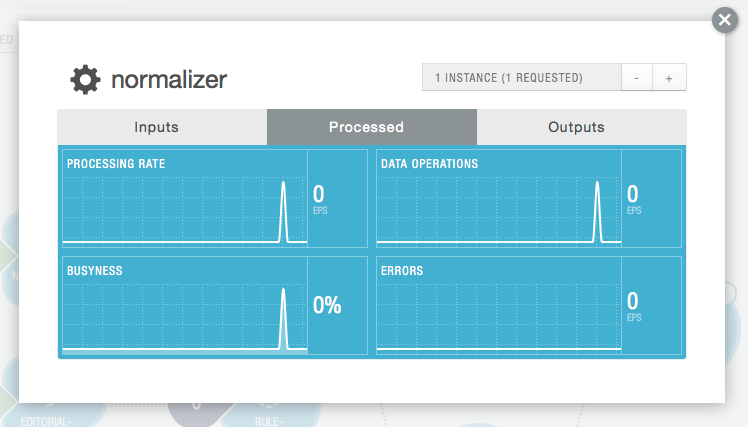 ED
normalizer
1 INSTANCE (1 REQUESTED)
-
+
Inputs
Processed
Outputs
PROCESSING RATE
0
EPS
DATA OPERATIONS
0
EPS
BUSYNESS
0%
ERRORS
0
EPS
N
EDITORIAL-
RULE-